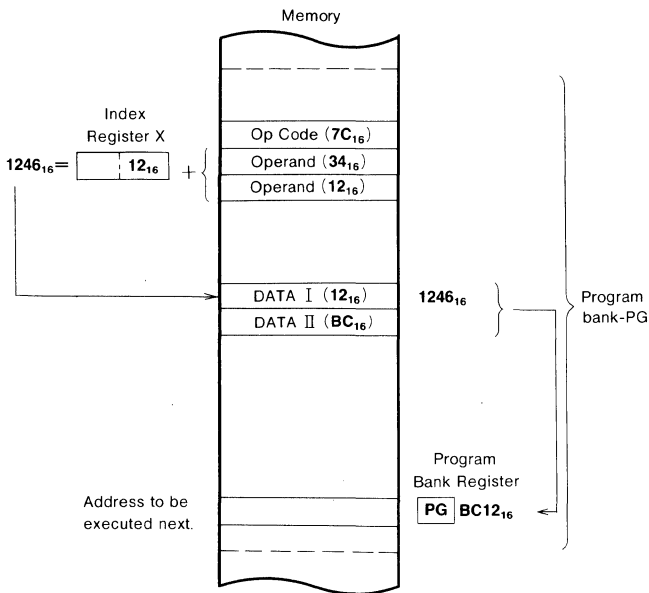 Memory
Index
Register X
Op Code (7C₁₆)
1246₁₆= 12₁₆ + Operand (34₁₆)
Operand (12₁₆)
DATA Ⅰ (12₁₆) 1246₁₆
DATA Ⅱ (BC₁₆)
Program
bank-PG
Program
Bank Register
Address to be
executed next.
PG BC12₁₆